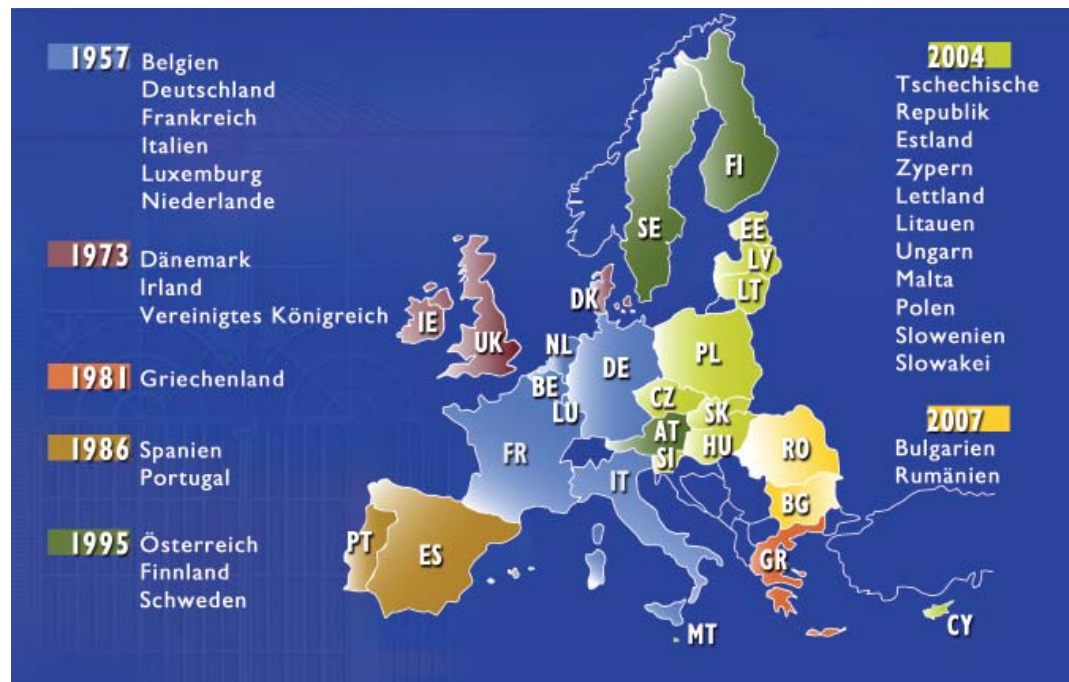 1957 Belgien
Deutschland
Frankreich
Italien
Luxemburg
Niederlande
1973 Dänemark
Irland
Vereinigtes Königreich
1981 Griechenland
1986 Spanien
Portugal
1995 Österreich
Finnland
Schweden
FI
SE
EE
LV
LT
DK
IE
UK
NL
DE
PL
BE
LU
CZ
SK
AT
HU
SI
FR
RO
IT
BG
PT
ES
GR
MT
CY
2004
Tschechische
Republik
Estland
Zypern
Lettland
Litauen
Ungarn
Malta
Polen
Slowenien
Slowakei
2007
Bulgarien
Rumänien